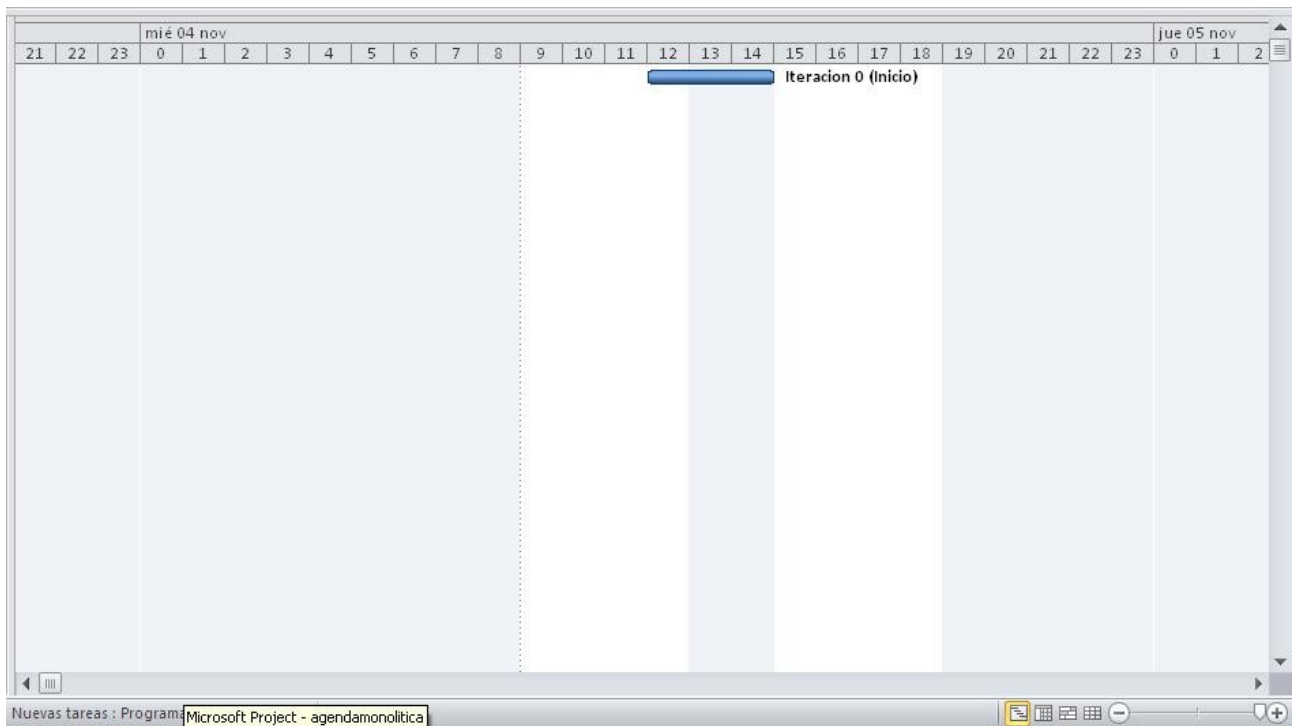 mié 04 nov jue 05 nov
21 22 23 0 1 2 3 4 5 6 7 8 9 10 11 12 13 14 15 16 17 18 19 20 21 22 23 0 1 2
Iteracion 0 (Inicio)
Nuevas tareas : Programa
Microsoft Project - agendamonolitica